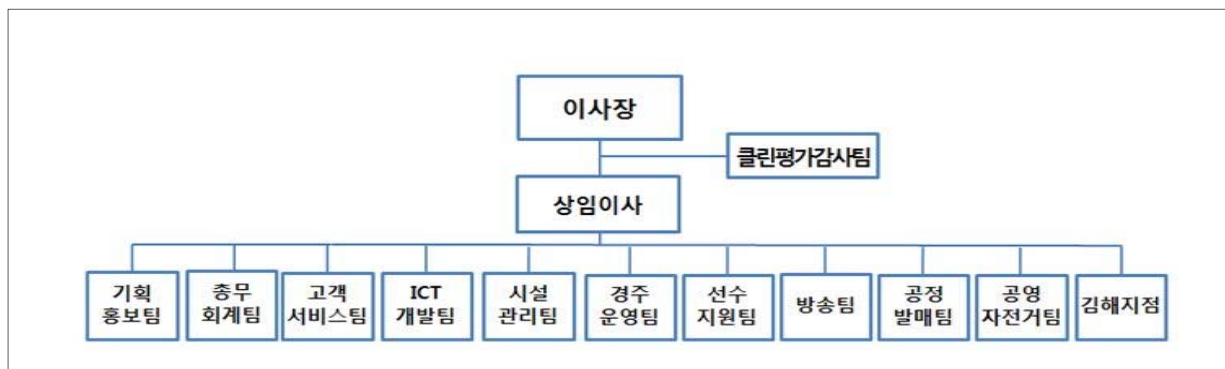 이사장
클린평가감사팀
상임이사
기획
홍보팀
총무
회계팀
고객
서비스팀
ICT
개발팀
시설
관리팀
경주
운영팀
선수
지원팀
방송팀
공정
발매팀
공영
자전거팀
김해지점